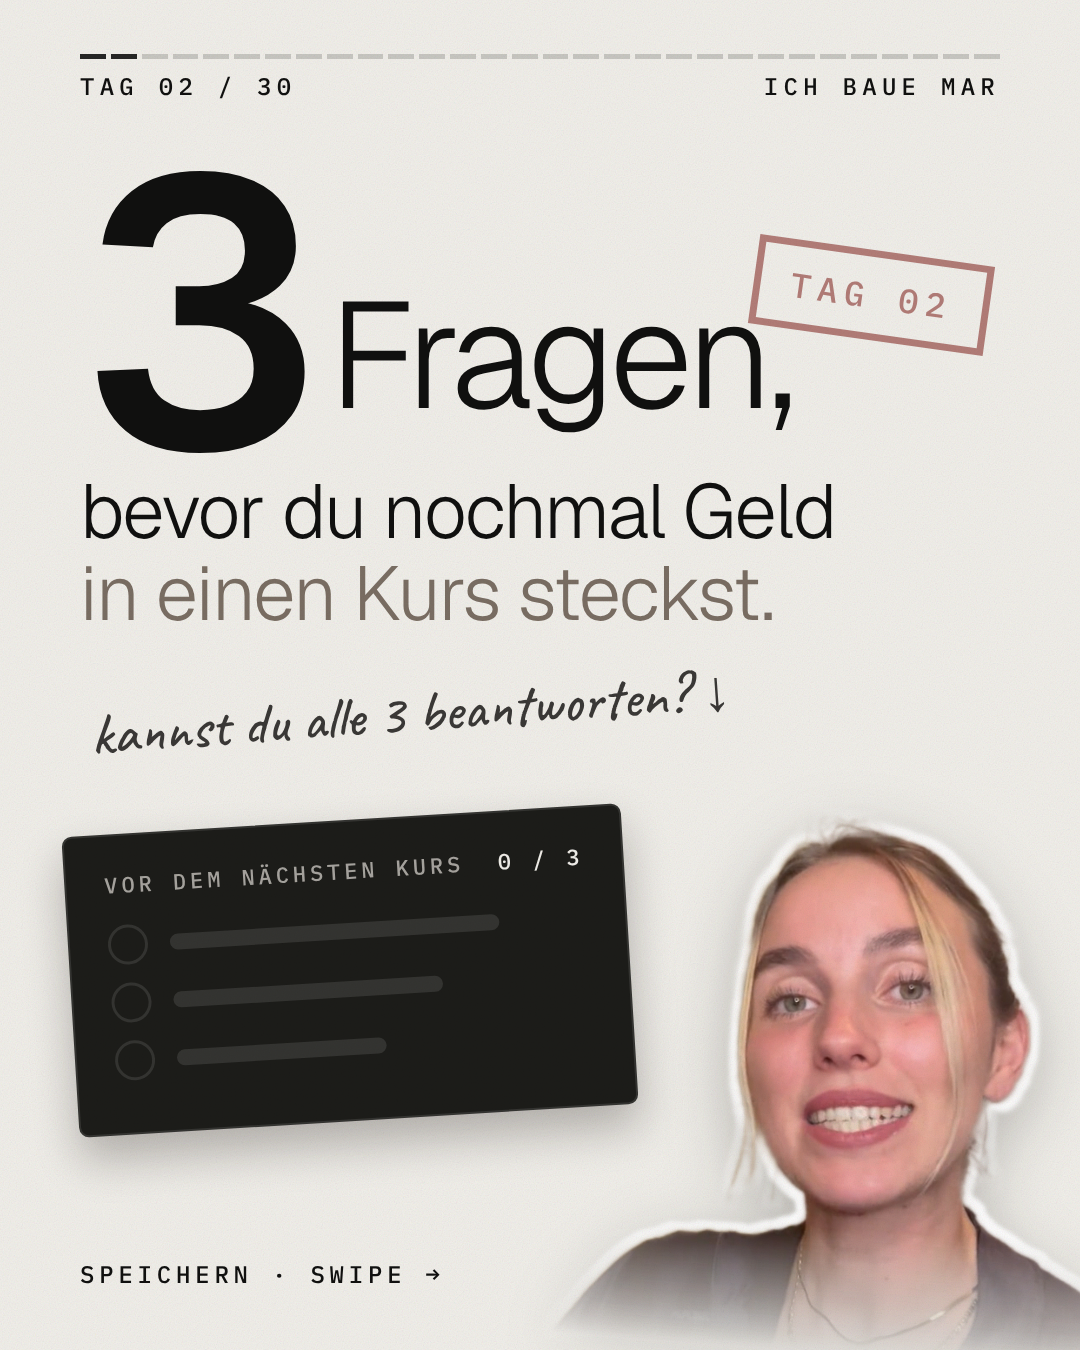 TAG 02 / 30
ICH BAUE MAR
3 Fragen,
TAG 02
bevor du nochmal Geld
in einen Kurs steckst.
kannst du alle 3 beantworten? ↓
VOR DEM NÄCHSTEN KURS 0 / 3
SPEICHERN · SWIPE →